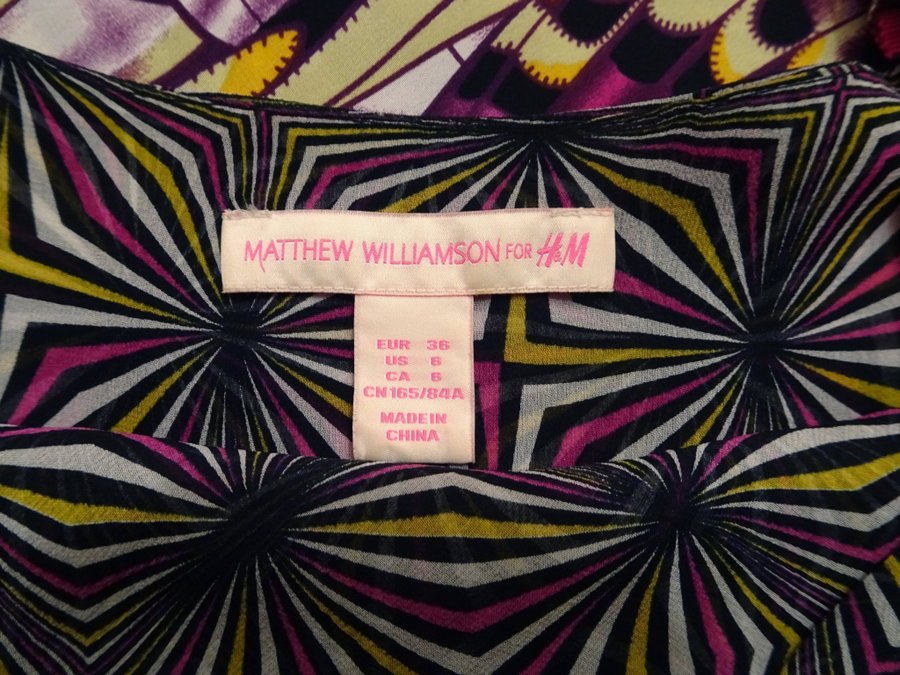 MATTHEW WILLIAMSON FOR H&M
EUR 36
US 6
CA 6
CN165/84A
MADE IN
CHINA